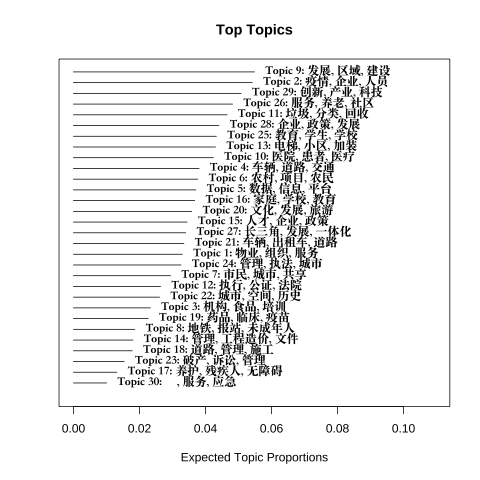 Top Topics
Topic 9: 发展, 区域, 建设
Topic 2: 疫情, 企业, 人员
Topic 29: 创新, 产业, 科技
Topic 26: 服务, 养老, 社区
Topic 11: 垃圾, 分类, 回收
Topic 28: 企业, 政策, 发展
Topic 25: 教育, 学生, 学校
Topic 13: 电梯, 小区, 加装
Topic 10: 医院, 患者, 医疗
Topic 4: 车辆, 道路, 交通
Topic 6: 农村, 项目, 农民
Topic 5: 数据, 信息, 平台
Topic 16: 家庭, 学校, 教育
Topic 20: 文化, 发展, 旅游
Topic 15: 人才, 企业, 政策
Topic 27: 长三角, 发展, 一体化
Topic 21: 车辆, 出租车, 道路
Topic 1: 物业, 组织, 服务
Topic 24: 管理, 执法, 城市
Topic 7: 市民, 城市, 共享
Topic 12: 执行, 公证, 法院
Topic 22: 城市, 空间, 历史
Topic 3: 机构, 食品, 培训
Topic 19: 药品, 临床, 疫苗
Topic 8: 地铁, 报站, 未成年人
Topic 14: 管理, 工程造价, 文件
Topic 18: 道路, 管理, 施工
Topic 23: 破产, 诉讼, 管理
Topic 17: 养护, 残疾人, 无障碍
Topic 30: , 服务, 应急
0.00 0.02 0.04 0.06 0.08 0.10
Expected Topic Proportions